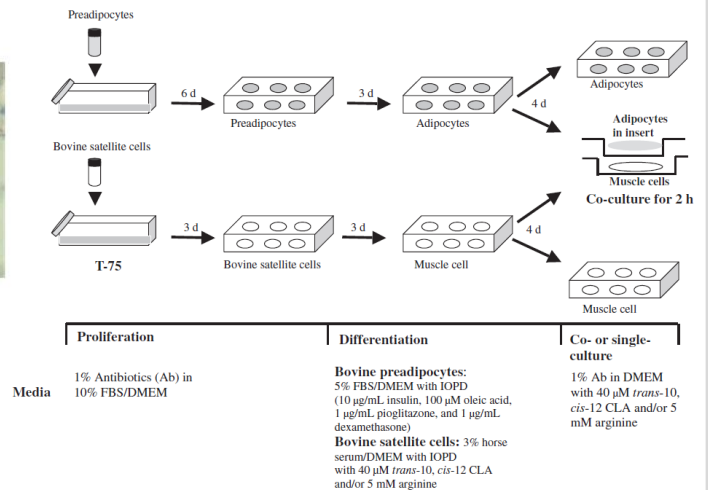 Preadipocytes
6 d
3 d
4 d
Preadipocytes
Adipocytes
Adipocytes
Adipocytes
in insert
Muscle cells
Co-culture for 2 h
Bovine satellite cells
3 d
3 d
4 d
T-75
Bovine satellite cells
Muscle cell
Muscle cell
Proliferation
Differentiation
Co- or single-
culture
Media
1% Antibiotics (Ab) in
10% FBS/DMEM
Bovine preadipocytes:
5% FBS/DMEM with IOPD
(10 µg/mL insulin, 100 µM oleic acid,
1 µg/mL pioglitazone, and 1 µg/mL
dexamethasone)
Bovine satellite cells: 3% horse
serum/DMEM with IOPD
with 40 µM trans-10, cis-12 CLA
and/or 5 mM arginine
1% Ab in DMEM
with 40 µM trans-10,
cis-12 CLA and/or 5
mM arginine